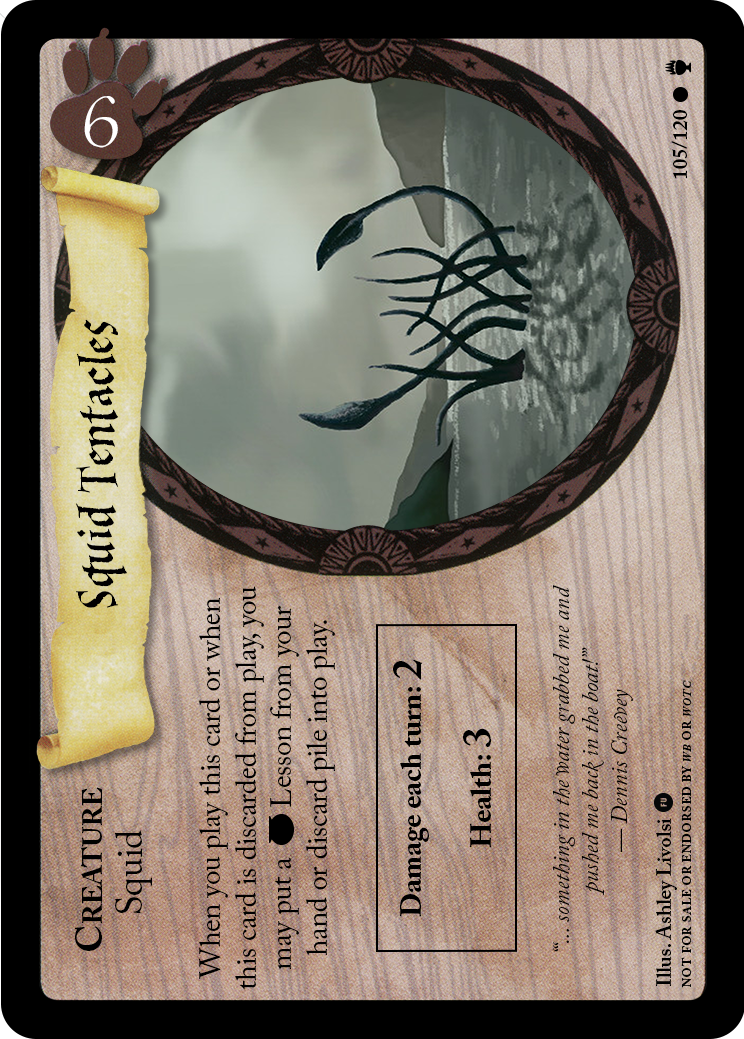 6
Squid Tentacles
CREATURE
Squid
When you play this card or when
this card is discarded from play, you
may put a Lesson from your
hand or discard pile into play.
Damage each turn: 2
Health: 3
“‘... something in the water grabbed me and
pushed me back in the boat!’”
— Dennis Creevey
Illus. Ashley Livolsi FU
NOT FOR SALE OR ENDORSED BY WB OR WOTC
105/120